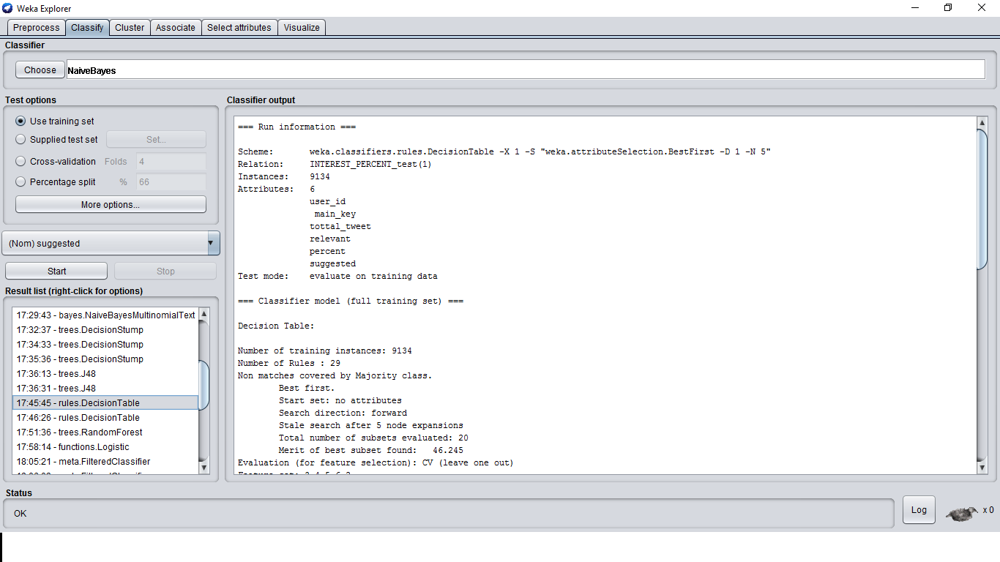 Weka Explorer
Preprocess Classify Cluster Associate Select attributes Visualize
Classifier
Choose NaiveBayes
Test options
Use training set
Supplied test set Set...
Cross-validation Folds 4
Percentage split % 66
More options...
(Nom) suggested
Start Stop
Result list (right-click for options)
17:29:43 - bayes.NaiveBayesMultinomialText
17:32:37 - trees.DecisionStump
17:34:33 - trees.DecisionStump
17:35:36 - trees.DecisionStump
17:36:13 - trees.J48
17:36:31 - trees.J48
17:45:45 - rules.DecisionTable
17:46:26 - rules.DecisionTable
17:51:36 - trees.RandomForest
17:58:14 - functions.Logistic
18:05:21 - meta.FilteredClassifier
Classifier output
=== Run information ===
Scheme: weka.classifiers.rules.DecisionTable -X 1 -S "weka.attributeSelection.BestFirst -D 1 -N 5"
Relation: INTEREST_PERCENT_test(1)
Instances: 9134
Attributes: 6
user_id
main_key
tottal_tweet
relevant
percent
suggested
Test mode: evaluate on training data
=== Classifier model (full training set) ===
Decision Table:
Number of training instances: 9134
Number of Rules : 29
Non matches covered by Majority class.
Best first.
Start set: no attributes
Search direction: forward
Stale search after 5 node expansions
Total number of subsets evaluated: 20
Merit of best subset found: 46.245
Evaluation (for feature selection): CV (leave one out)
Status
OK
Log
x 0